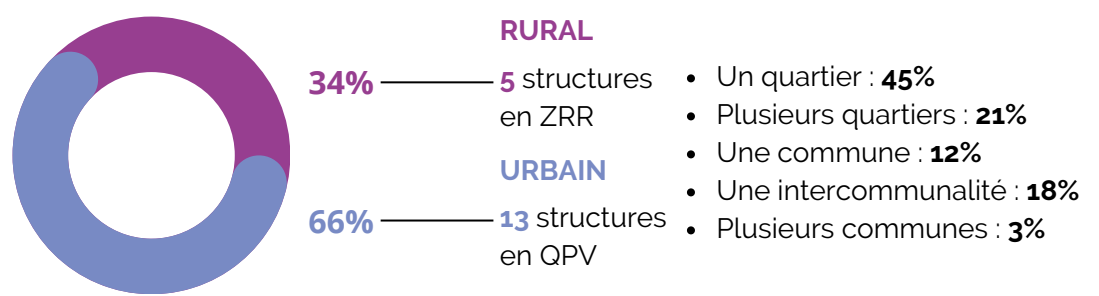 RURAL
34%
5 structures
en ZRR
URBAIN
66%
13 structures
en QPV
• Un quartier : 45%
• Plusieurs quartiers : 21%
• Une commune : 12%
• Une intercommunalité : 18%
• Plusieurs communes : 3%